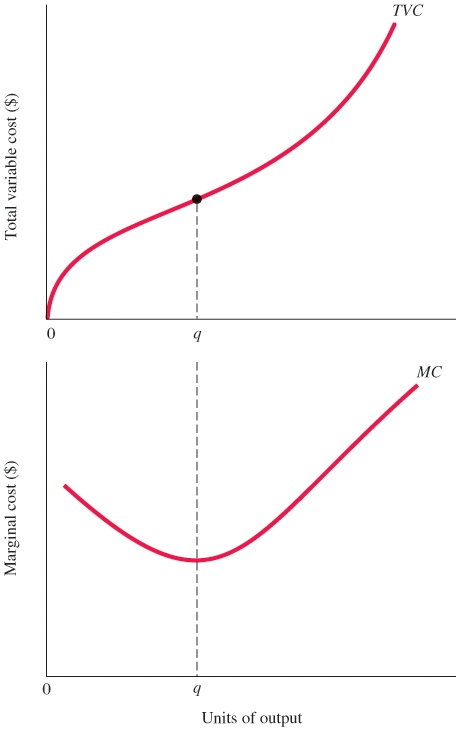 TVC
Total variable cost ($)
0
q
MC
Marginal cost ($)
0
q
Units of output